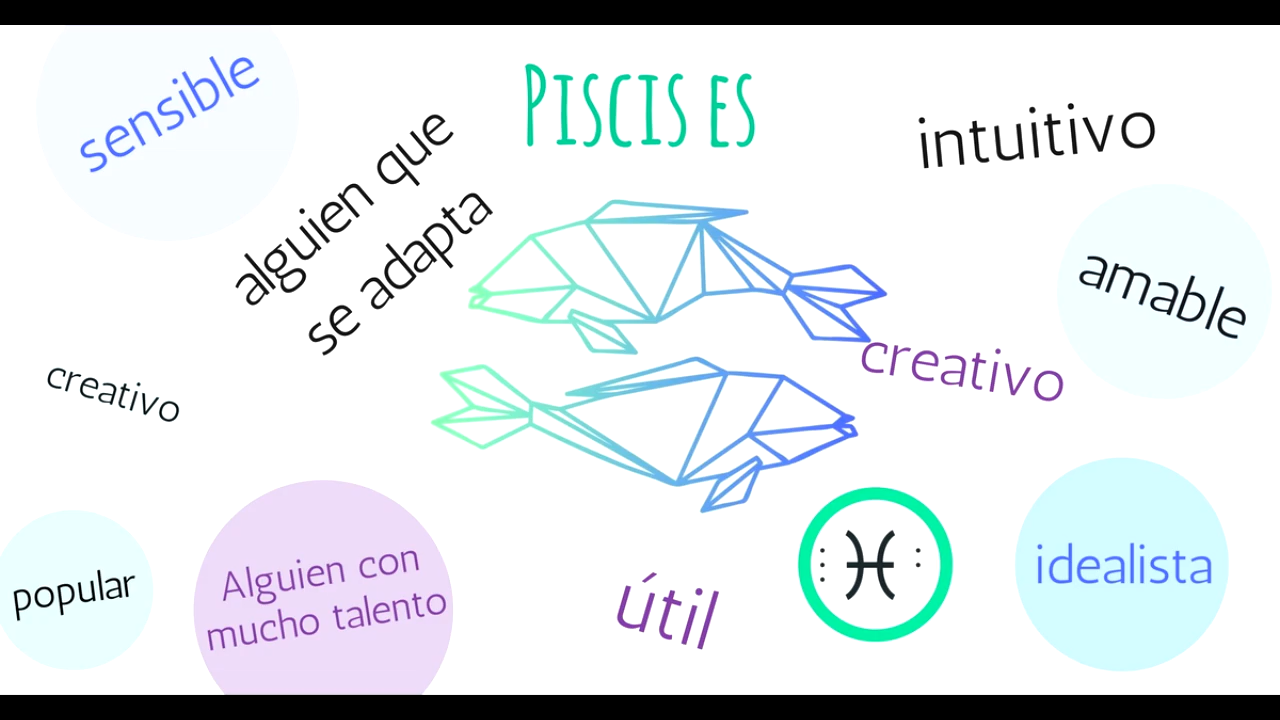 sensible
Piscis es
alguien que
se adapta
intuitivo
amable
creativo
creativo
popular
Alguien con
mucho talento
útil
idealista